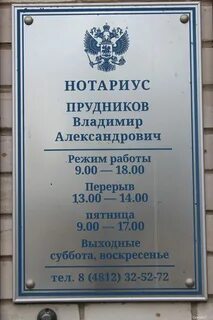 НОТАРИУС
ПРУДНИКОВ
Владимир
Александрович
Режим работы
9.00 — 18.00
Перерыв
13.00 — 14.00
пятница
9.00 — 17.00
Выходные
суббота, воскресенье
тел. 8 (4812) 32-52-72